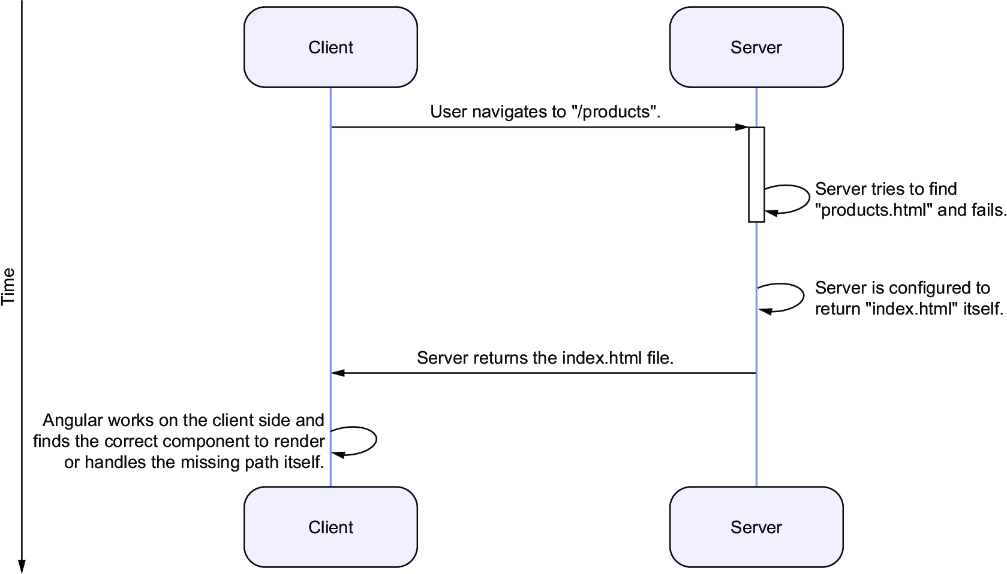 Client
Server
User navigates to "/products".
Server tries to find
"products.html" and fails.
Time
Server is configured to
return "index.html" itself.
Server returns the index.html file.
Angular works on the client side and
finds the correct component to render
or handles the missing path itself.
Client
Server